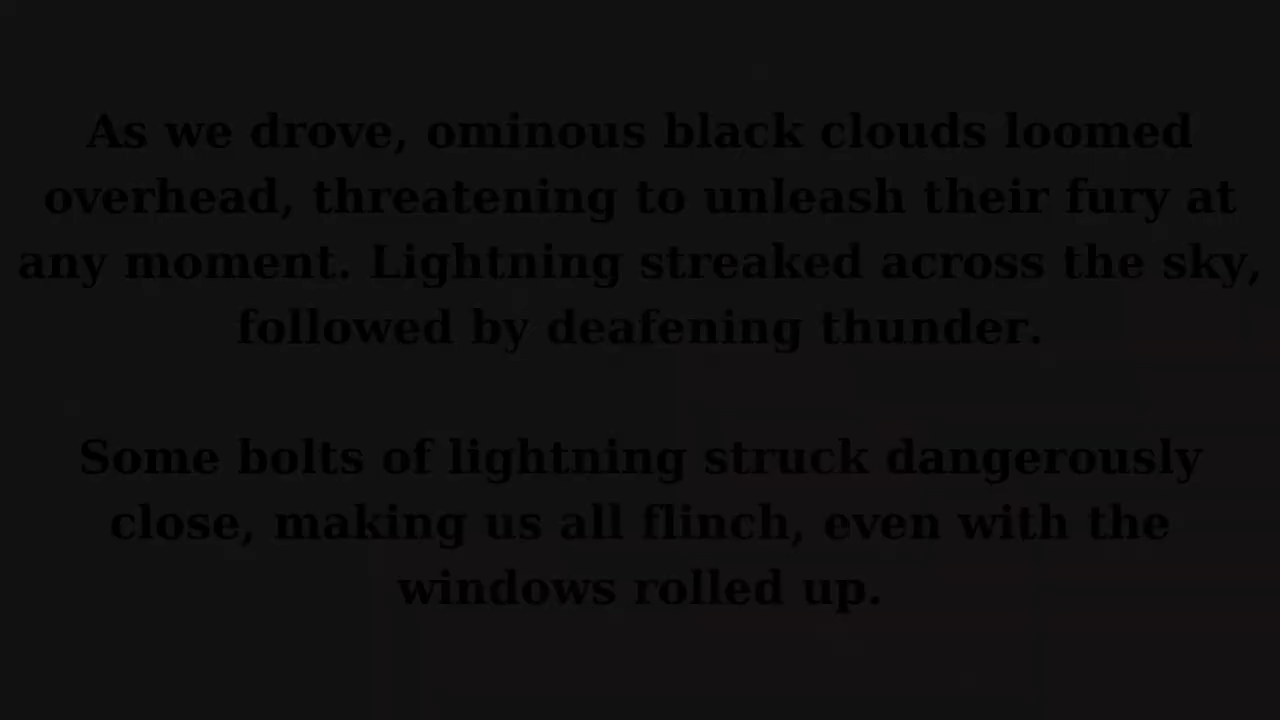 As we drove, ominous black clouds loomed
overhead, threatening to unleash their fury at
any moment. Lightning streaked across the sky,
followed by deafening thunder.
Some bolts of lightning struck dangerously
close, making us all flinch, even with the
windows rolled up.